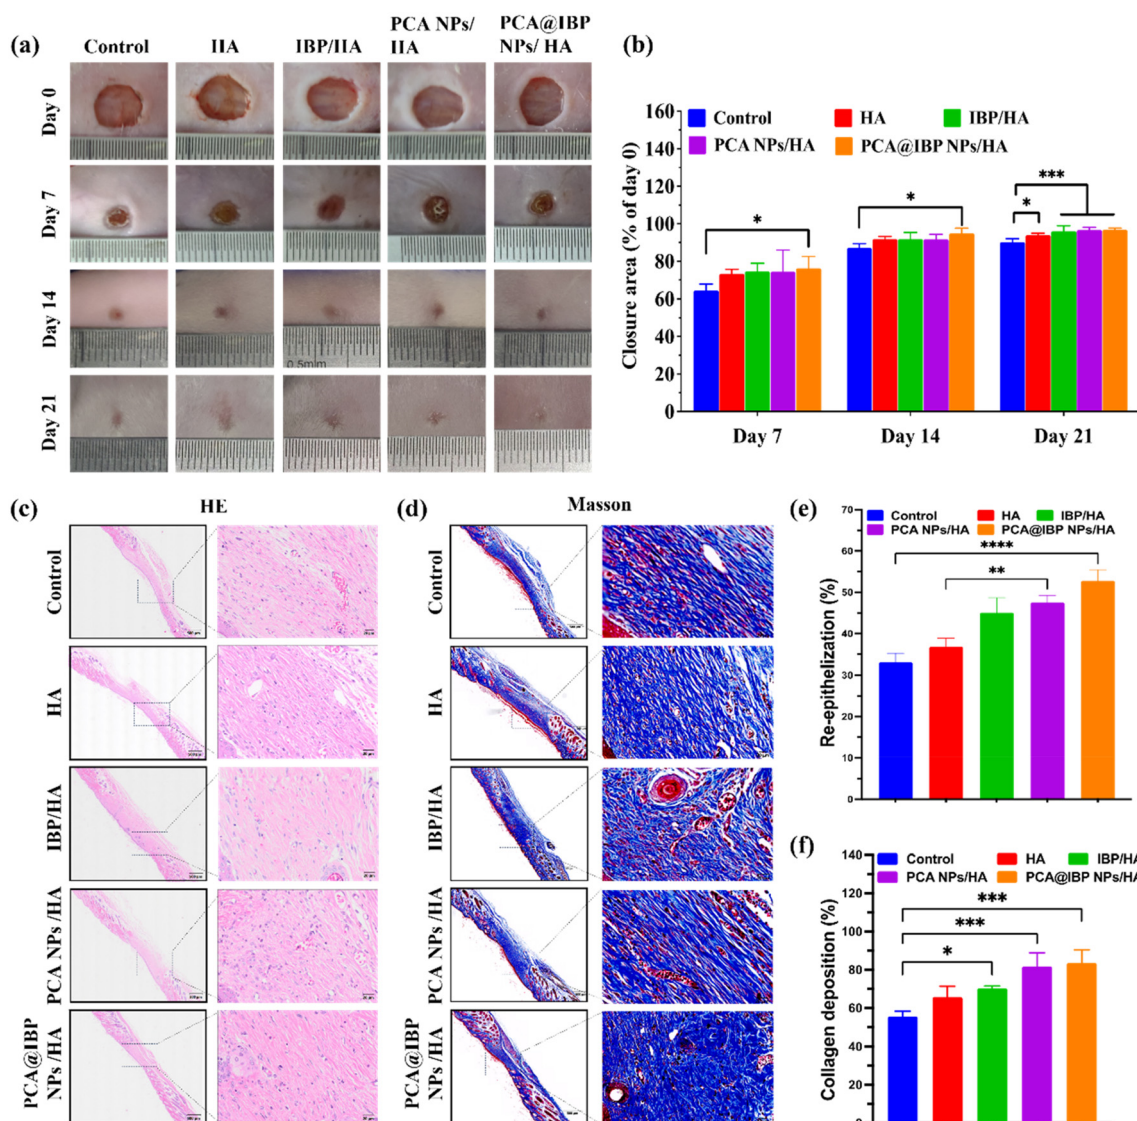 (a)
Control
IIA
IBP/IIA
PCA NPs/
IIA
PCA@IBP
NPs/ HA
Day 0
Day 7
Day 14
0.5mm
Day 21
(b)
Closure area (% of day 0)
160
140
120
100
80
60
40
20
0
Control
HA
IBP/HA
PCA NPs/HA
PCA@IBP NPs/HA
*
*
*
***
Day 7
Day 14
Day 21
(c)
HE
Control
HA
IBP/HA
PCA NPs /HA
PCA@IBP
NPs /HA
(d)
Masson
Control
HA
IBP/HA
PCA NPs /HA
PCA@IBP
NPs /HA
(e)
Re-epithelization (%)
70
60
50
40
30
20
10
0
Control
HA
IBP/HA
PCA NPs/HA
PCA@IBP NPs/HA
****
**
(f)
Collagen deposition (%)
140
120
100
80
60
40
20
Control
HA
IBP/HA
PCA NPs/HA
PCA@IBP NPs/HA
***
***
*